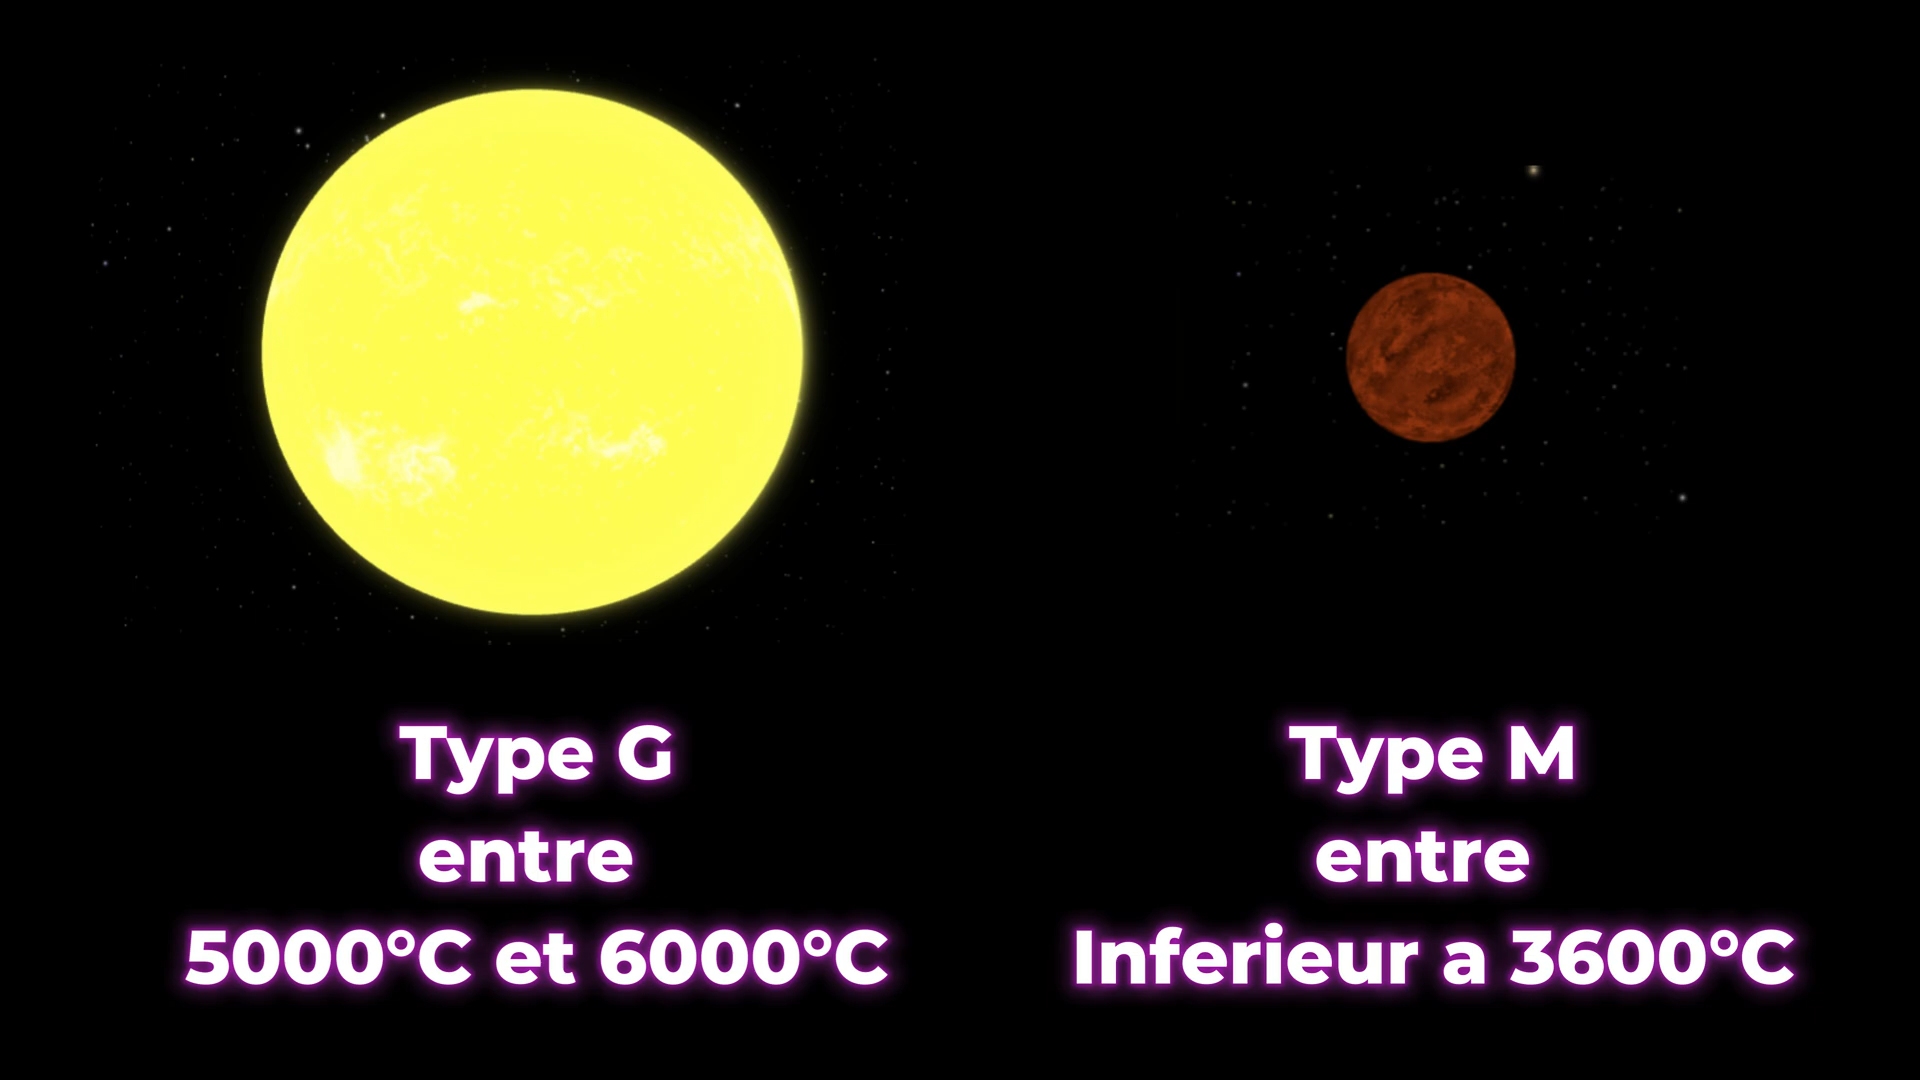 Type G
entre
5000°C et 6000°C
Type M
entre
Inferieur a 3600°C